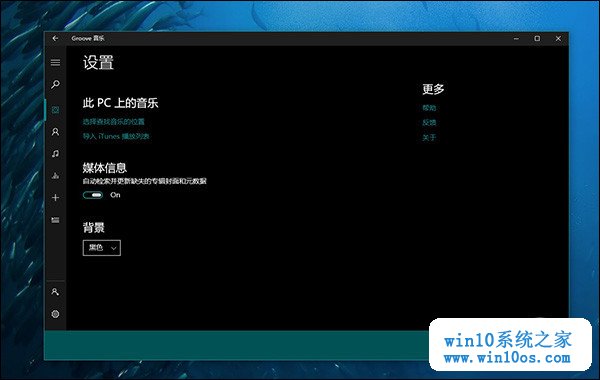 Groove 音乐
设置
此 PC 上的音乐
选择查找音乐的位置
导入 iTunes 播放列表
媒体信息
自动检索并更新缺失的专辑封面和元数据
On
背景
黑色
更多
帮助
反馈
关于
win10系统之家
www.win10os.com